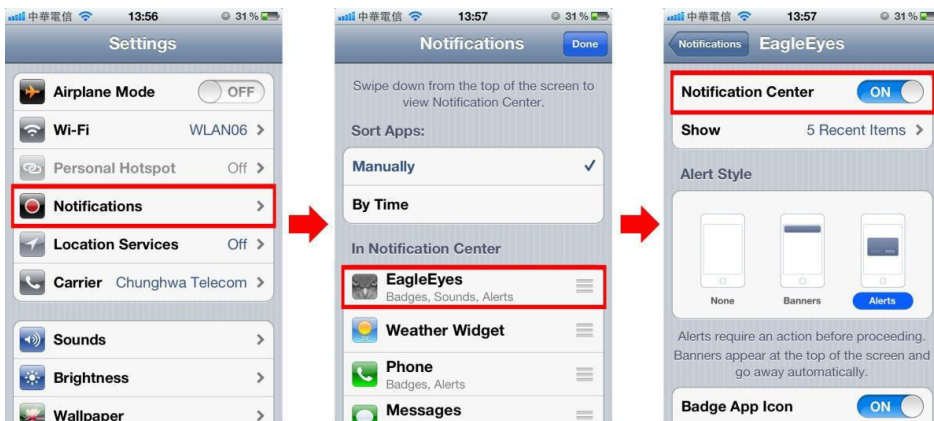 中華電信 13:56 31%
Settings
Airplane Mode OFF
Wi-Fi WLAN06
Personal Hotspot Off
Notifications
Location Services Off
Carrier Chunghwa Telecom
Sounds
Brightness
Wallpaper
中華電信 13:57 31%
Notifications Done
Swipe down from the top of the screen to
view Notification Center.
Sort Apps:
Manually
By Time
In Notification Center
EagleEyes
Badges, Sounds, Alerts
Weather Widget
Phone
Badges, Alerts
Messages
中華電信 13:57 31%
Notifications EagleEyes
Notification Center ON
Show 5 Recent Items
Alert Style
None Banners Alerts
Alerts require an action before proceeding.
Banners appear at the top of the screen and
go away automatically.
Badge App Icon ON